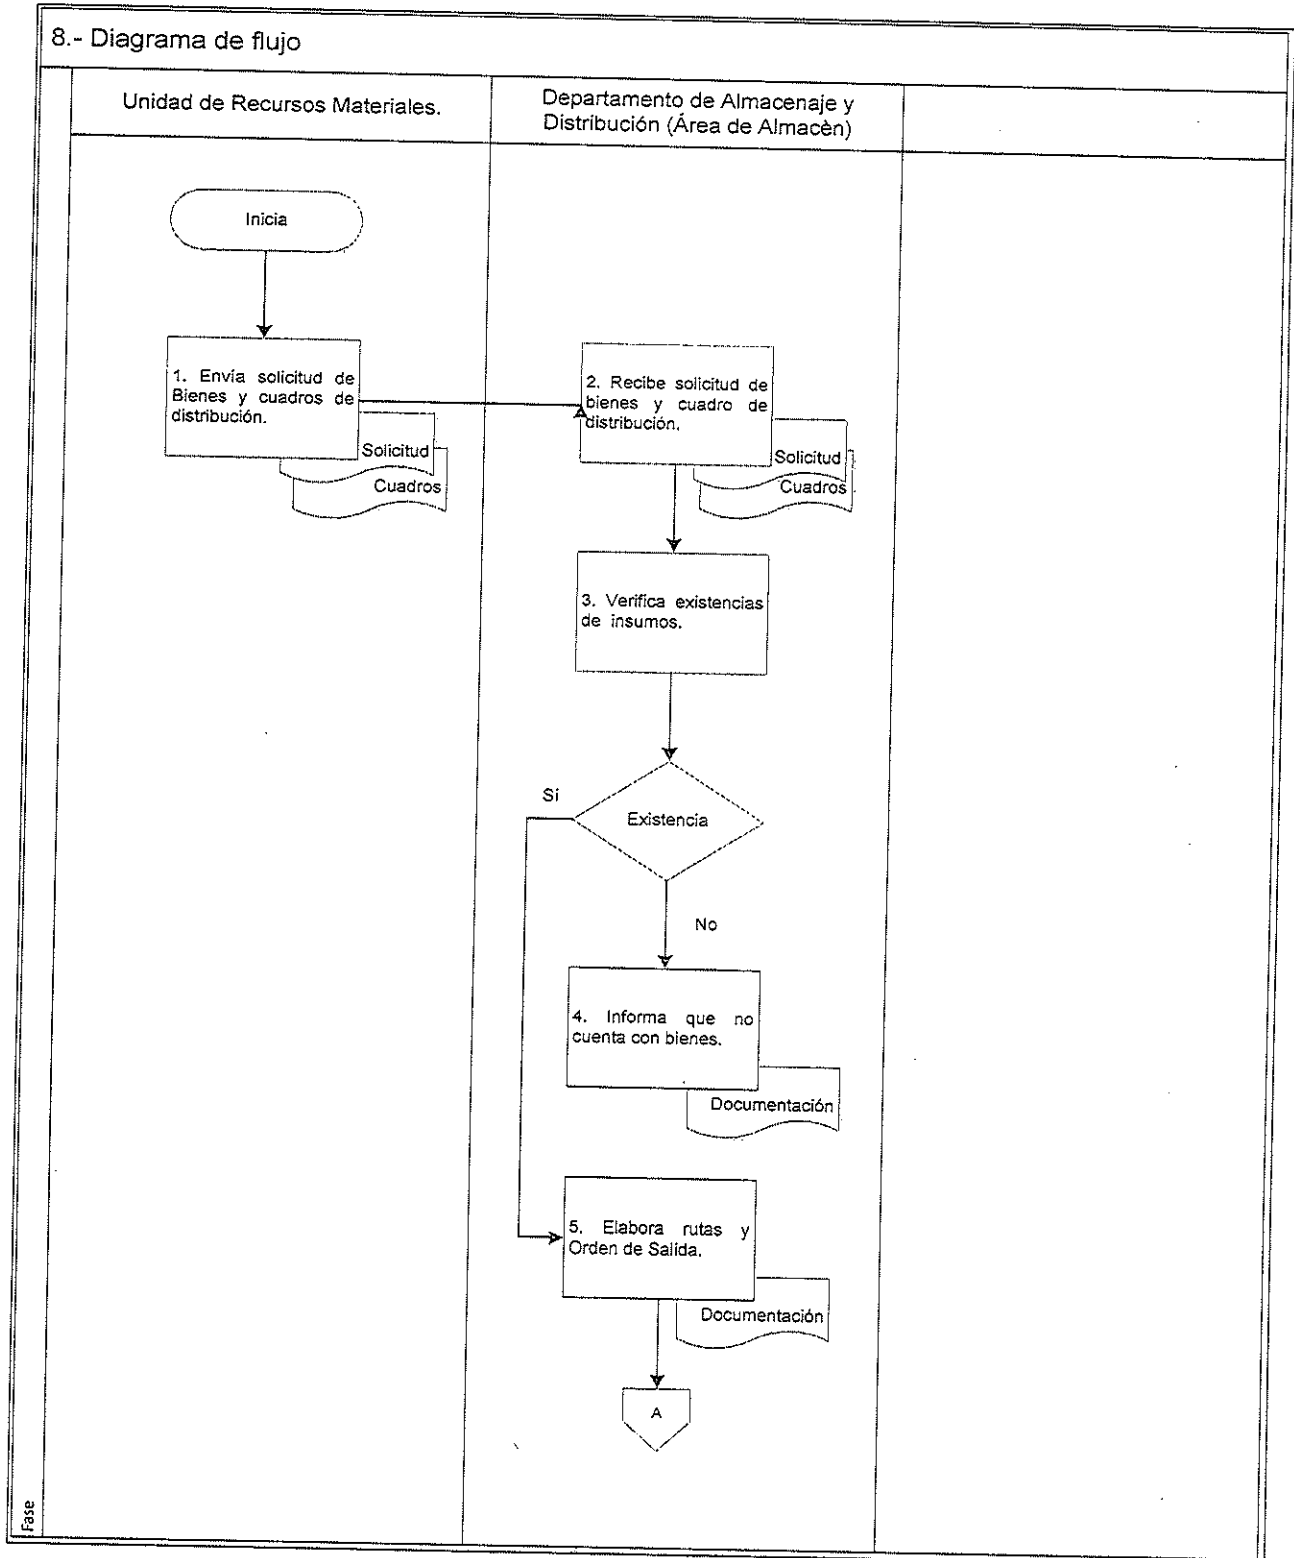 8.- Diagrama de flujo
Unidad de Recursos Materiales.
Departamento de Almacenaje y
Distribución (Área de Almacèn)
Inicia
1. Envía solicitud de
Bienes y cuadros de
distribución.
Solicitud
Cuadros
2. Recibe solicitud de
bienes y cuadro de
distribución.
Solicitud
Cuadros
3. Verifica existencias
de insumos.
Existencia
Sí
No
4. Informa que no
cuenta con bienes.
Documentación
5. Elabora rutas y
Orden de Salida.
Documentación
A
Fase